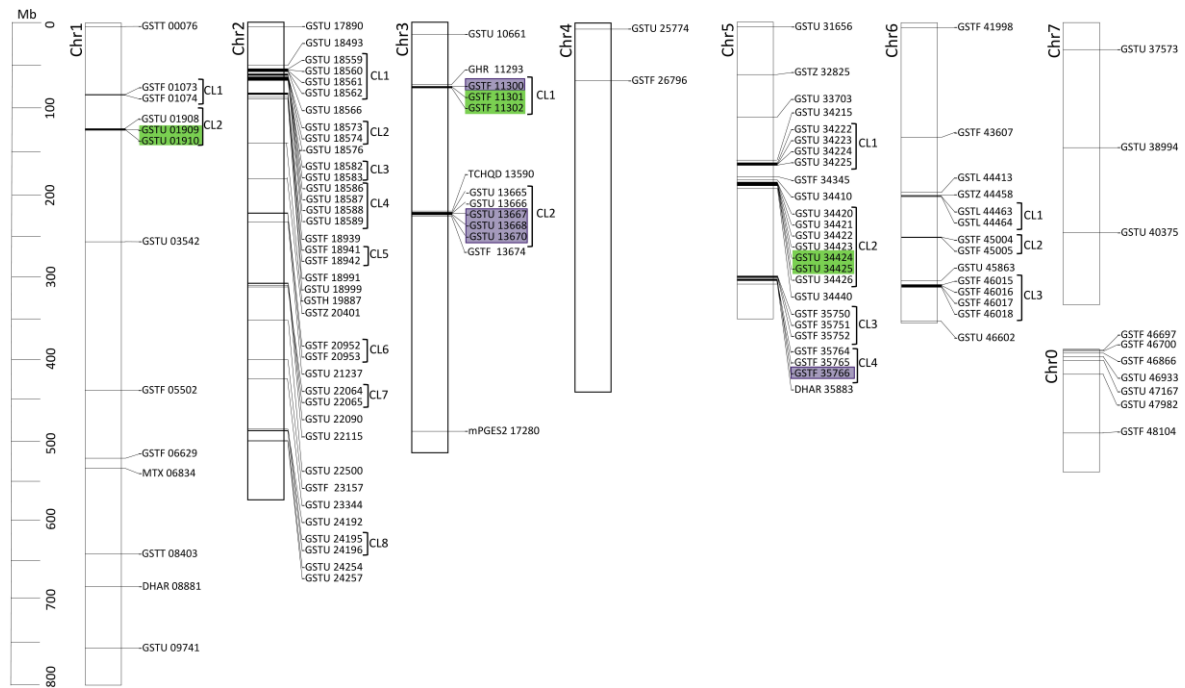 Mb
0
100
200
300
400
500
600
700
800
Chr1
GSTT 00076
GSTF 01073
GSTF 01074
CL1
GSTU 01908
GSTU 01909
GSTU 01910
CL2
GSTU 03542
GSTF 05502
GSTF 06629
MTX 06834
GSTT 08403
DHAR 08881
GSTU 09741
Chr2
GSTU 17890
GSTU 18493
GSTU 18559
GSTU 18560
GSTU 18561
GSTU 18562
CL1
GSTU 18566
GSTU 18573
GSTU 18574
CL2
GSTU 18576
GSTU 18582
GSTU 18583
CL3
GSTU 18586
GSTU 18587
GSTU 18588
GSTU 18589
CL4
GSTF 18939
GSTF 18941
GSTF 18942
CL5
GSTF 18991
GSTU 18999
GSTH 19887
GSTZ 20401
GSTF 20952
GSTF 20953
CL6
GSTU 21237
GSTU 22064
GSTU 22065
CL7
GSTU 22090
GSTU 22115
GSTU 22500
GSTF 23157
GSTU 23344
GSTU 24192
GSTU 24195
GSTU 24196
CL8
GSTU 24254
GSTU 24257
Chr3
GSTU 10661
GHR 11293
GSTF 11300
GSTF 11301
GSTF 11302
CL1
TCHQD 13590
GSTU 13665
GSTU 13666
GSTU 13667
GSTU 13668
GSTU 13670
CL2
GSTF 13674
mPGES2 17280
Chr4
GSTU 25774
GSTF 26796
Chr5
GSTU 31656
GSTZ 32825
GSTU 33703
GSTU 34215
GSTU 34222
GSTU 34223
GSTU 34224
GSTU 34225
CL1
GSTF 34345
GSTU 34410
GSTU 34420
GSTU 34421
GSTU 34422
GSTU 34423
GSTU 34424
GSTU 34425
GSTU 34426
CL2
GSTU 34440
GSTF 35750
GSTF 35751
GSTF 35752
CL3
GSTF 35764
GSTF 35765
GSTF 35766
CL4
DHAR 35883
Chr6
GSTF 41998
GSTF 43607
GSTL 44413
GSTZ 44458
GSTL 44463
GSTL 44464
CL1
GSTF 45004
GSTF 45005
CL2
GSTU 45863
GSTF 46015
GSTF 46016
GSTF 46017
GSTF 46018
CL3
GSTU 46602
Chr7
GSTU 37573
GSTU 38994
GSTU 40375
Chr0
GSTF 46697
GSTF 46700
GSTF 46866
GSTU 46933
GSTU 47167
GSTU 47982
GSTF 48104